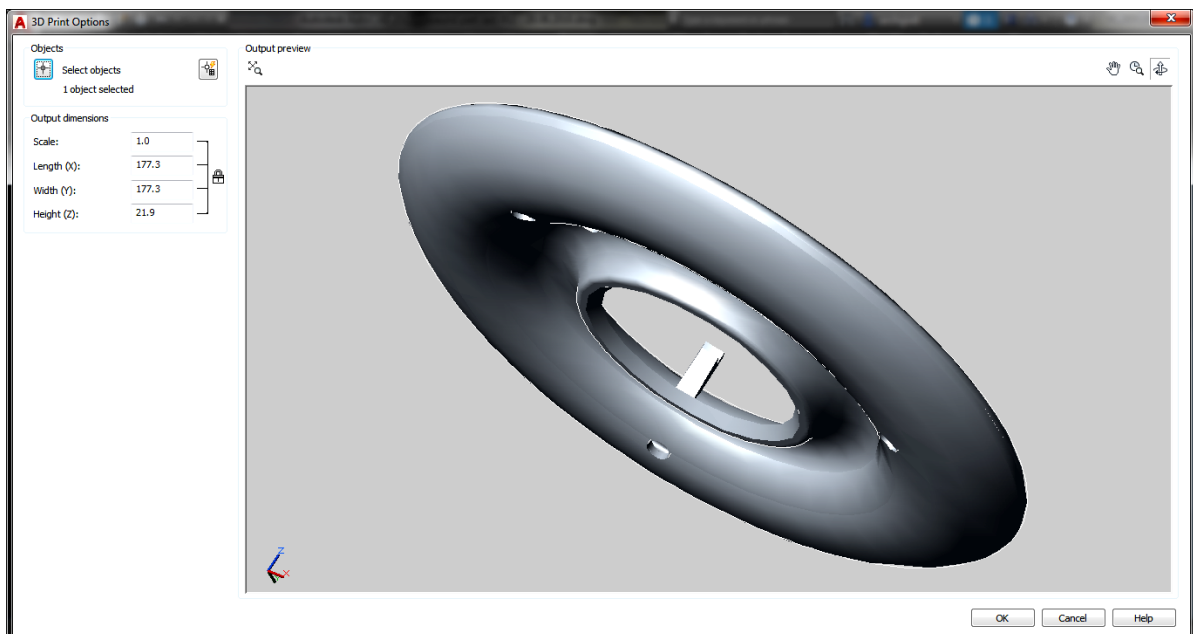 A 3D Print Options
Objects
Select objects
1 object selected
Output dimensions
Scale: 1.0
Length (X): 177.3
Width (Y): 177.3
Height (Z): 21.9
Output preview
Z
X
OK Cancel Help